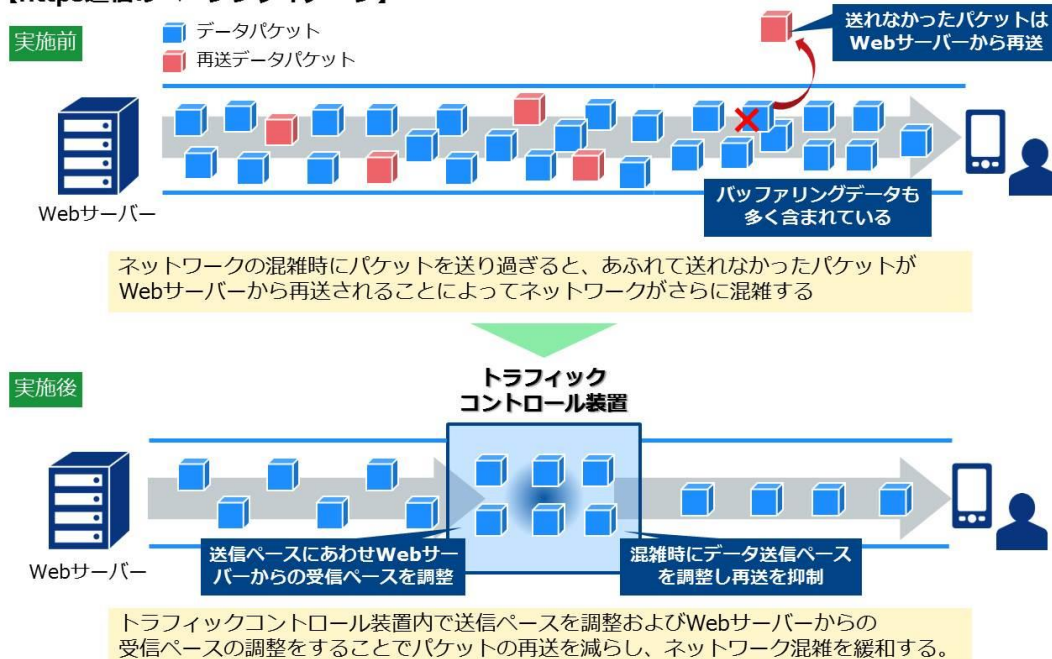 実施前
データパケット
再送データパケット
送れなかったパケットは
Webサーバーから再送
バッファリングデータも
多く含まれている
Webサーバー
ネットワークの混雑時にパケットを送り過ぎると、あふれて送れなかったパケットが
Webサーバーから再送されることによってネットワークがさらに混雑する
実施後
トラフィック
コントロール装置
送信ペースにあわせWebサー
バーからの受信ペースを調整
混雑時にデータ送信ペース
を調整し再送を抑制
Webサーバー
トラフィックコントロール装置内で送信ペースを調整およびWebサーバーからの
受信ペースの調整をすることでパケットの再送を減らし、ネットワーク混雑を緩和する。